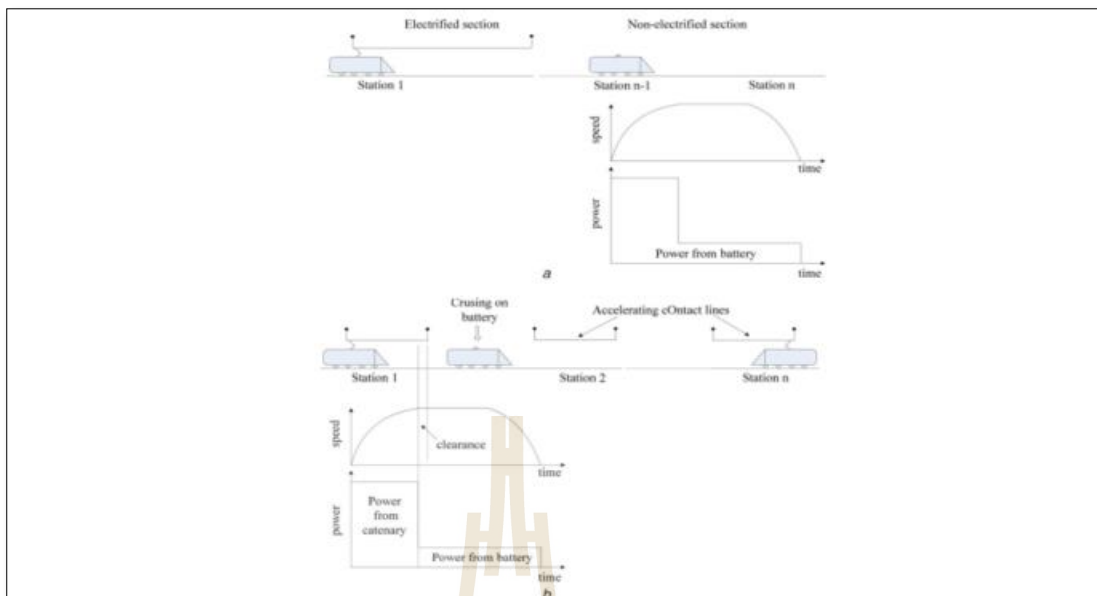 Electrified section Non-electrified section
Station 1 Station n-1 Station n
speed
time
power
Power from battery
time
a
Crusing on
battery
Accelerating cOntact lines
Station 1 Station 2 Station n
speed
clearance
time
power
Power
from
catenary
Power from battery
time
b